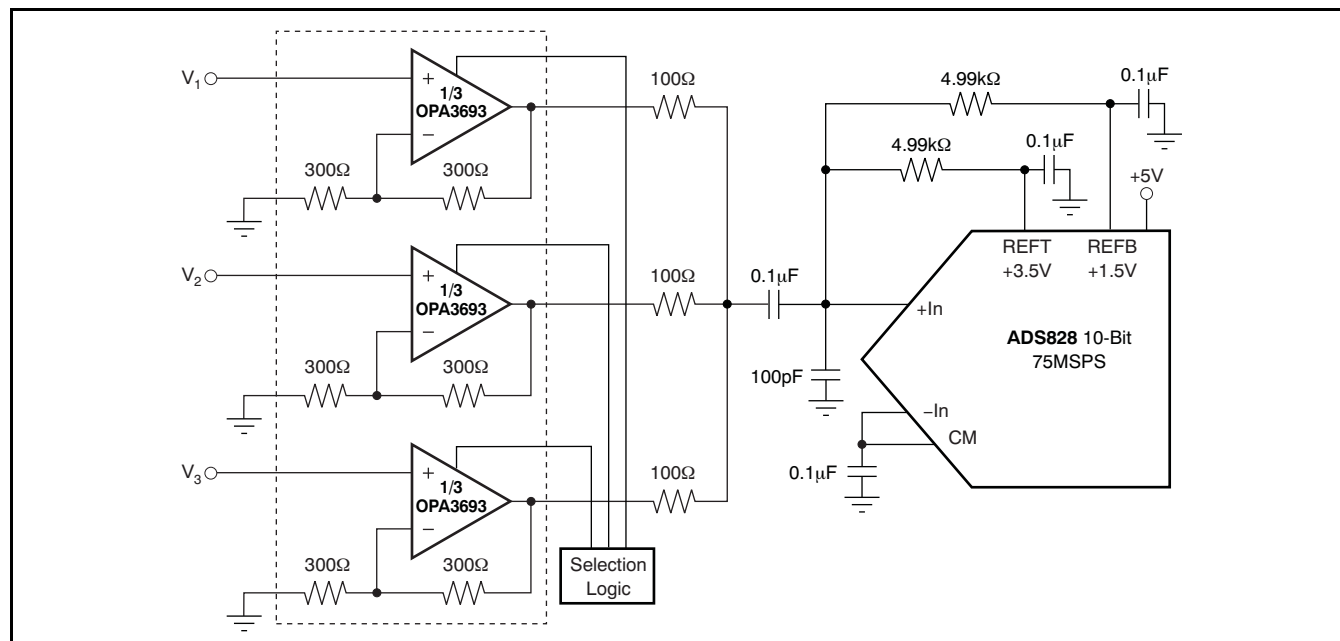 V1
+
1/3
OPA3693
−
300Ω
300Ω
100Ω
V2
+
1/3
OPA3693
−
300Ω
300Ω
100Ω
V3
+
1/3
OPA3693
−
300Ω
300Ω
100Ω
Selection
Logic
0.1µF
100pF
4.99kΩ
0.1µF
4.99kΩ
0.1µF
+5V
REFT
+3.5V
REFB
+1.5V
+In
ADS828 10-Bit
75MSPS
−In
CM
0.1µF